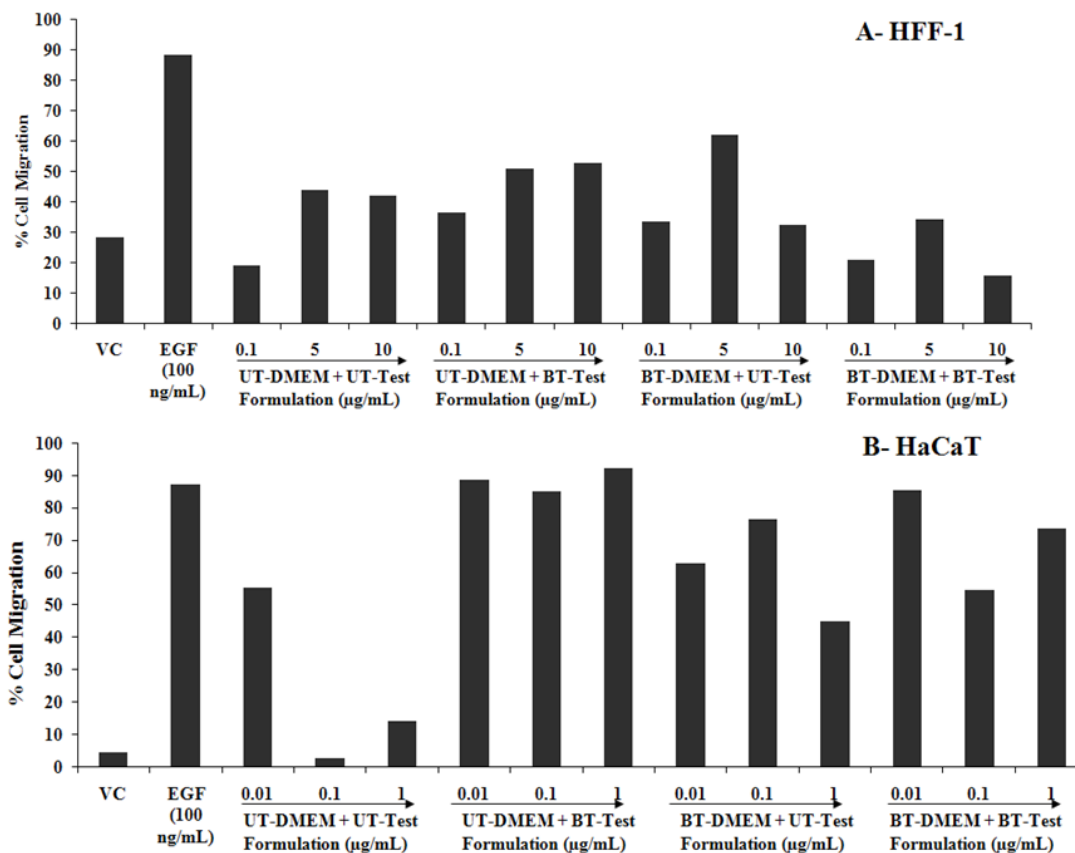 A- HFF-1
% Cell Migration
100
90
80
70
60
50
40
30
20
10
0
VC
EGF
(100
ng/mL)
0.1 5 10
UT-DMEM + UT-Test
Formulation (µg/mL)
0.1 5 10
UT-DMEM + BT-Test
Formulation (µg/mL)
0.1 5 10
BT-DMEM + UT-Test
Formulation (µg/mL)
0.1 5 10
BT-DMEM + BT-Test
Formulation (µg/mL)
B- HaCaT
% Cell Migration
100
90
80
70
60
50
40
30
20
10
0
VC
EGF
(100
ng/mL)
0.01 0.1 1
UT-DMEM + UT-Test
Formulation (µg/mL)
0.01 0.1 1
UT-DMEM + BT-Test
Formulation (µg/mL)
0.01 0.1 1
BT-DMEM + UT-Test
Formulation (µg/mL)
0.01 0.1 1
BT-DMEM + BT-Test
Formulation (µg/mL)